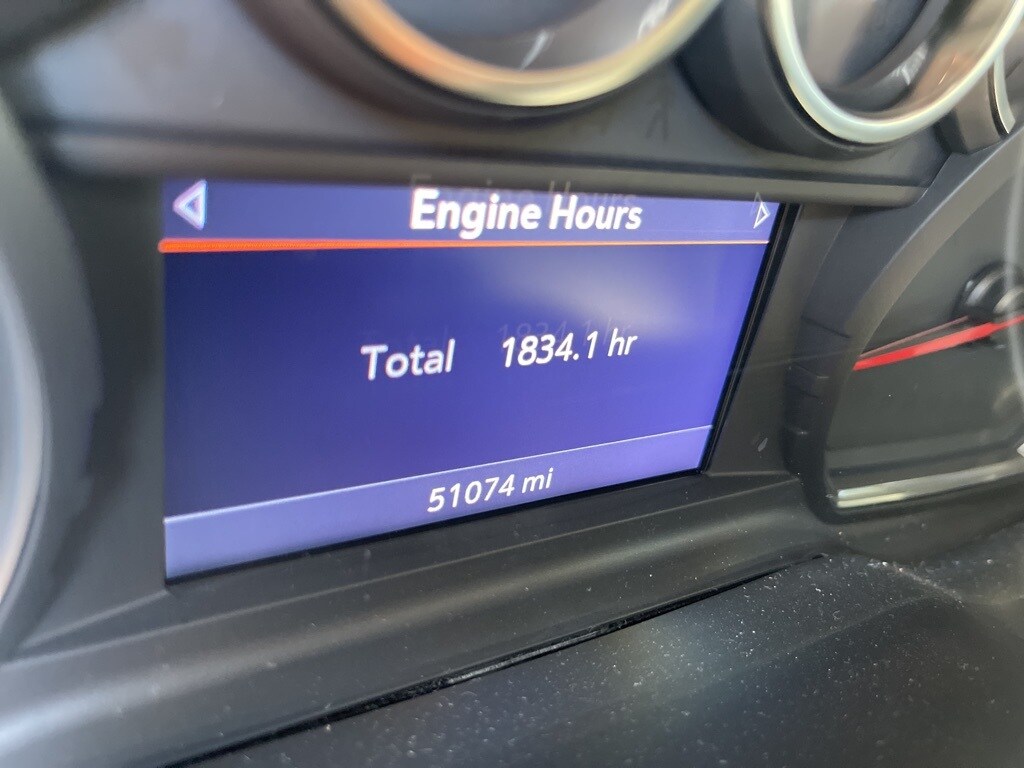 Engine Hours
Total 1834.1 hr
51074 mi